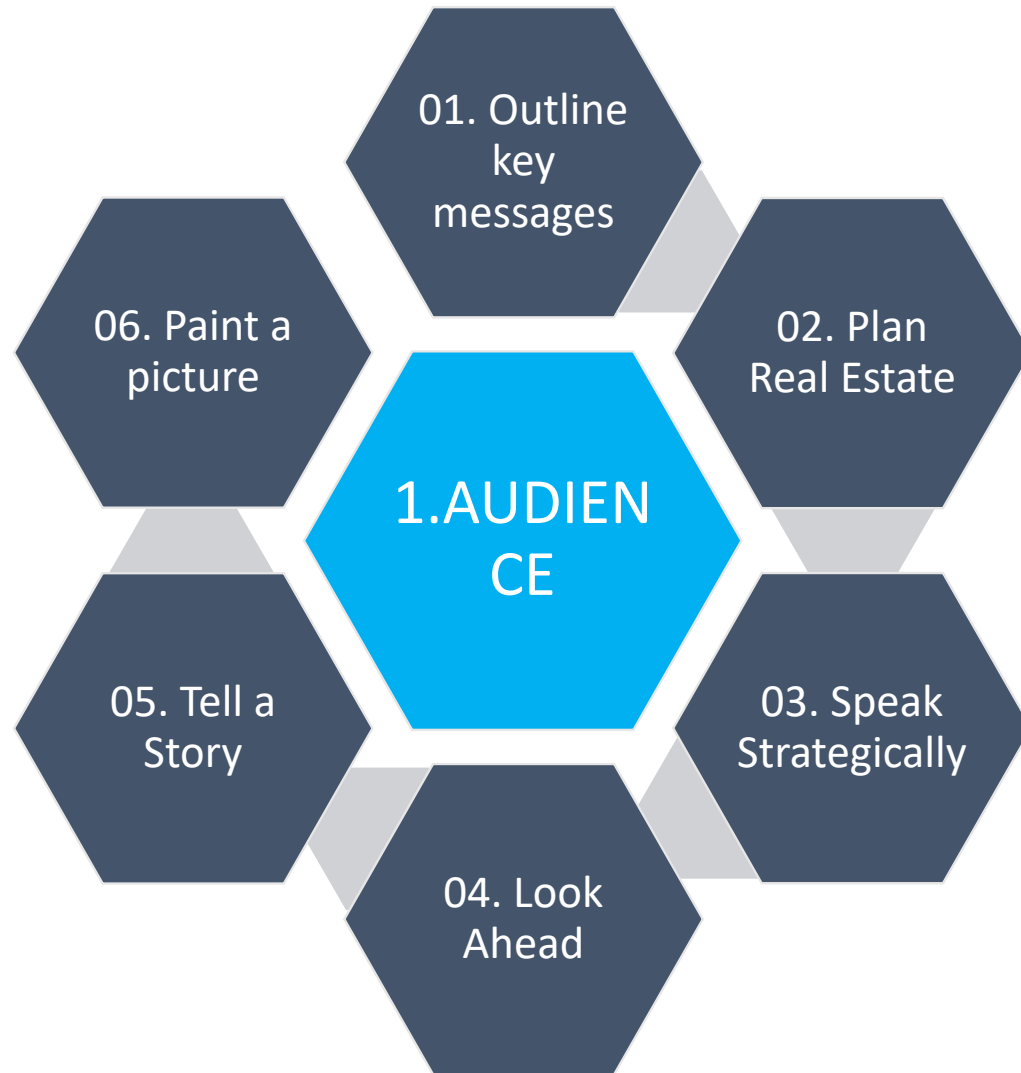 01. Outline
key
messages
02. Plan
Real Estate
03. Speak
Strategically
04. Look
Ahead
05. Tell a
Story
06. Paint a
picture
1.AUDIEN
CE